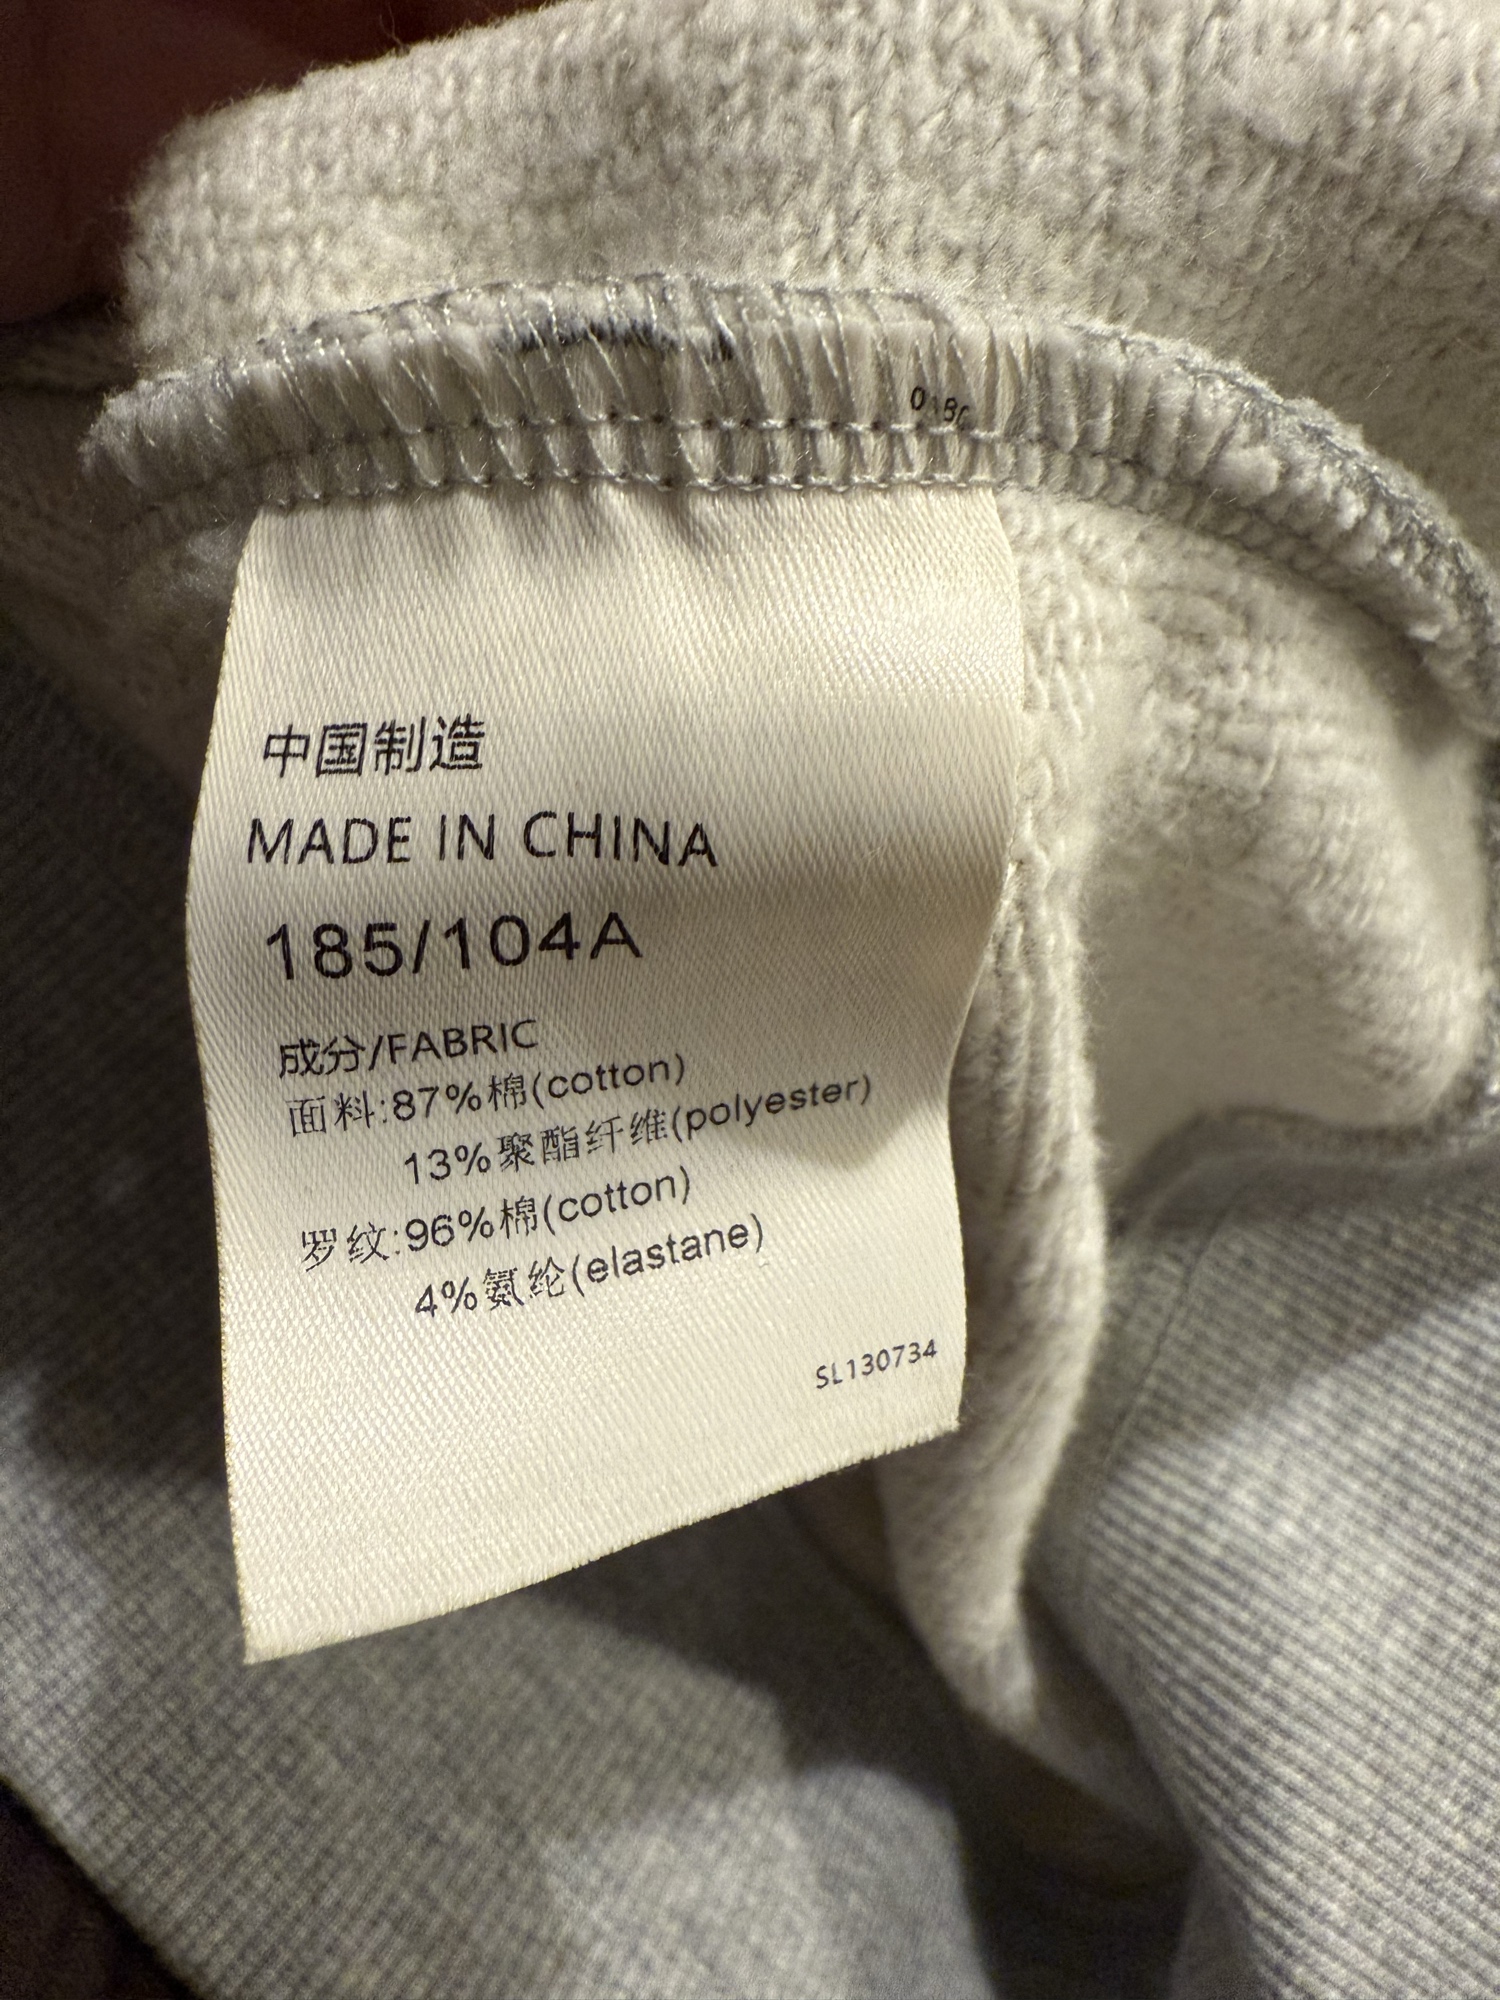 中国制造
MADE IN CHINA
185/104A
成分/FABRIC
面料:87%棉(cotton)
13%聚酯纤维(polyester)
罗纹:96%棉(cotton)
4%氨纶(elastane)
SL130734